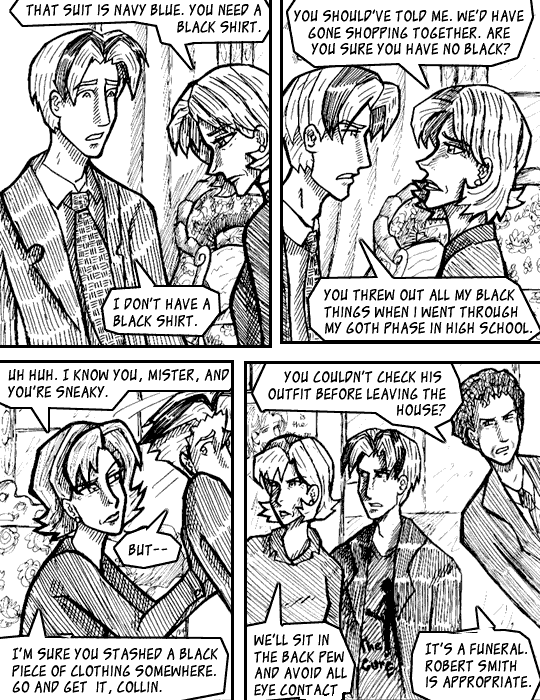 THAT SUIT IS NAVY BLUE. YOU NEED A
BLACK SHIRT.
I DON'T HAVE A
BLACK SHIRT.
YOU SHOULD'VE TOLD ME. WE'D HAVE
GONE SHOPPING TOGETHER. ARE
YOU SURE YOU HAVE NO BLACK?
YOU THREW OUT ALL MY BLACK
THINGS WHEN I WENT THROUGH
MY GOTH PHASE IN HIGH SCHOOL.
UH HUH. I KNOW YOU, MISTER, AND
YOU'RE SNEAKY.
BUT--
I'M SURE YOU STASHED A BLACK
PIECE OF CLOTHING SOMEWHERE.
GO AND GET IT, COLLIN.
YOU COULDN'T CHECK HIS
OUTFIT BEFORE LEAVING THE
HOUSE?
WE'LL SIT IN
THE BACK PEW
AND AVOID ALL
EYE CONTACT
The
Cure
IT'S A FUNERAL.
ROBERT SMITH
IS APPROPRIATE.